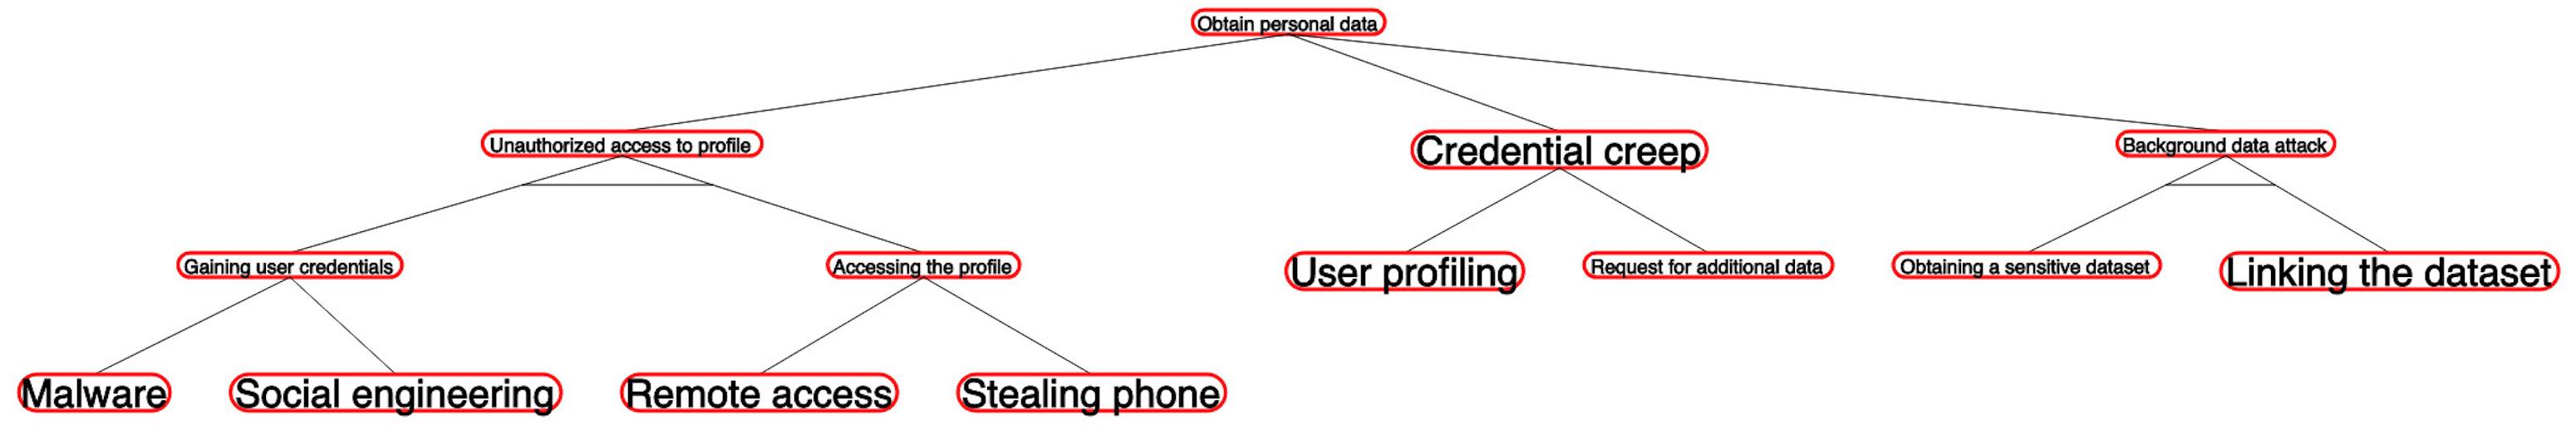 Obtain personal data
Unauthorized access to profile
Credential creep
Background data attack
Gaining user credentials
Accessing the profile
User profiling
Request for additional data
Obtaining a sensitive dataset
Linking the dataset
Malware
Social engineering
Remote access
Stealing phone